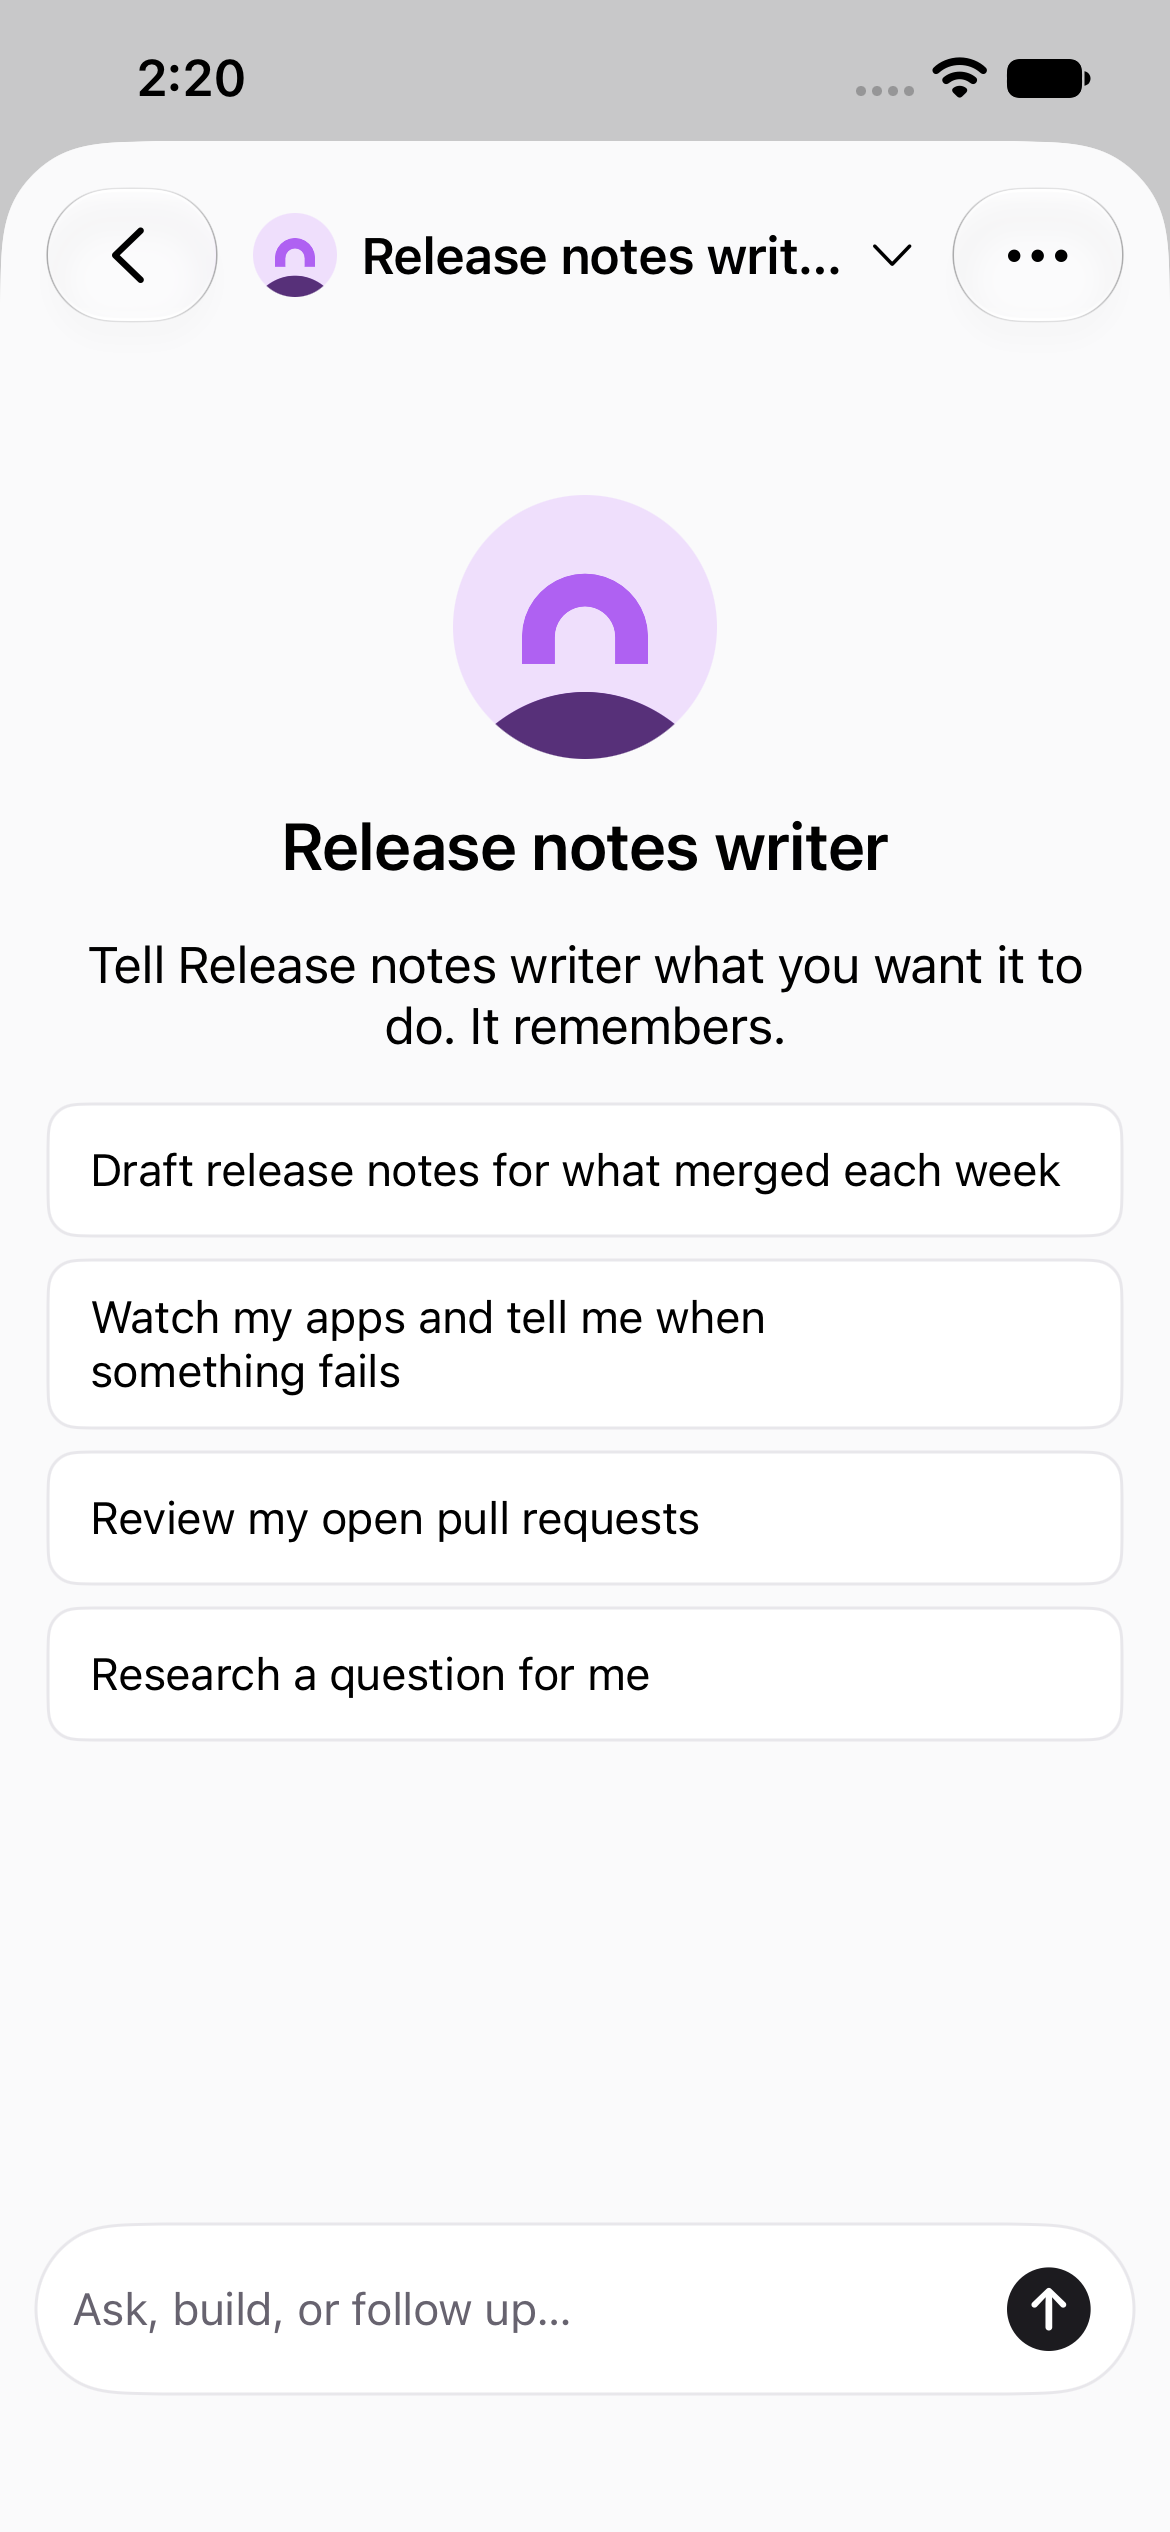 2:20
Release notes writ...
Release notes writer
Tell Release notes writer what you want it to
do. It remembers.
Draft release notes for what merged each week
Watch my apps and tell me when
something fails
Review my open pull requests
Research a question for me
Ask, build, or follow up...